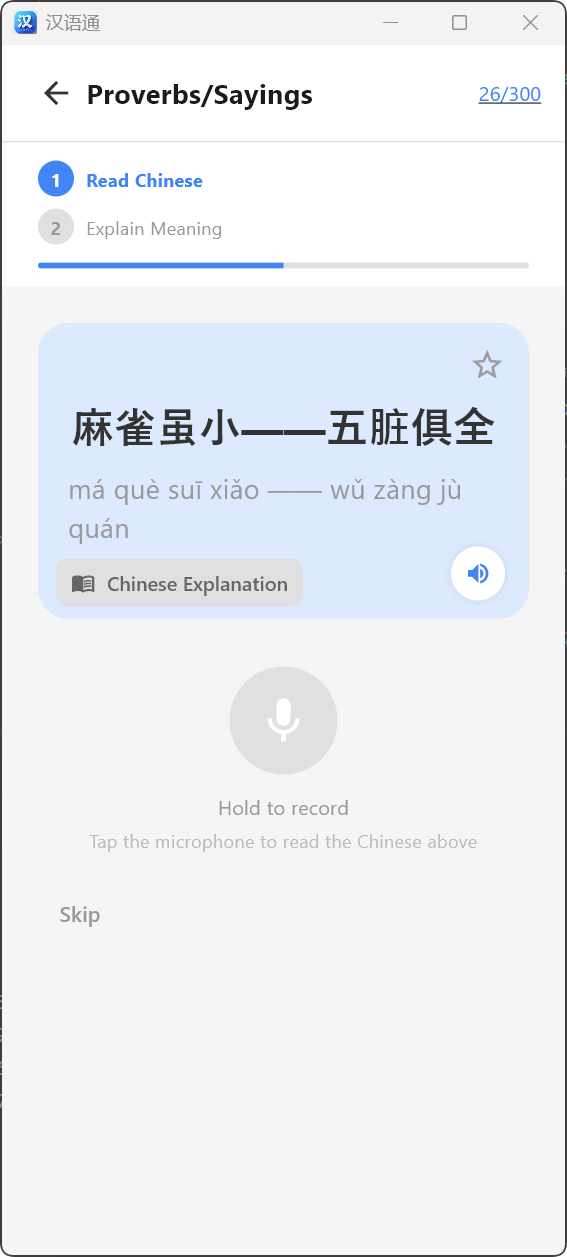 汉 汉语通
Proverbs/Sayings 26/300
1 Read Chinese
2 Explain Meaning
麻雀虽小——五脏俱全
má què suī xiǎo —— wǔ zàng jù
quán
Chinese Explanation
Hold to record
Tap the microphone to read the Chinese above
Skip